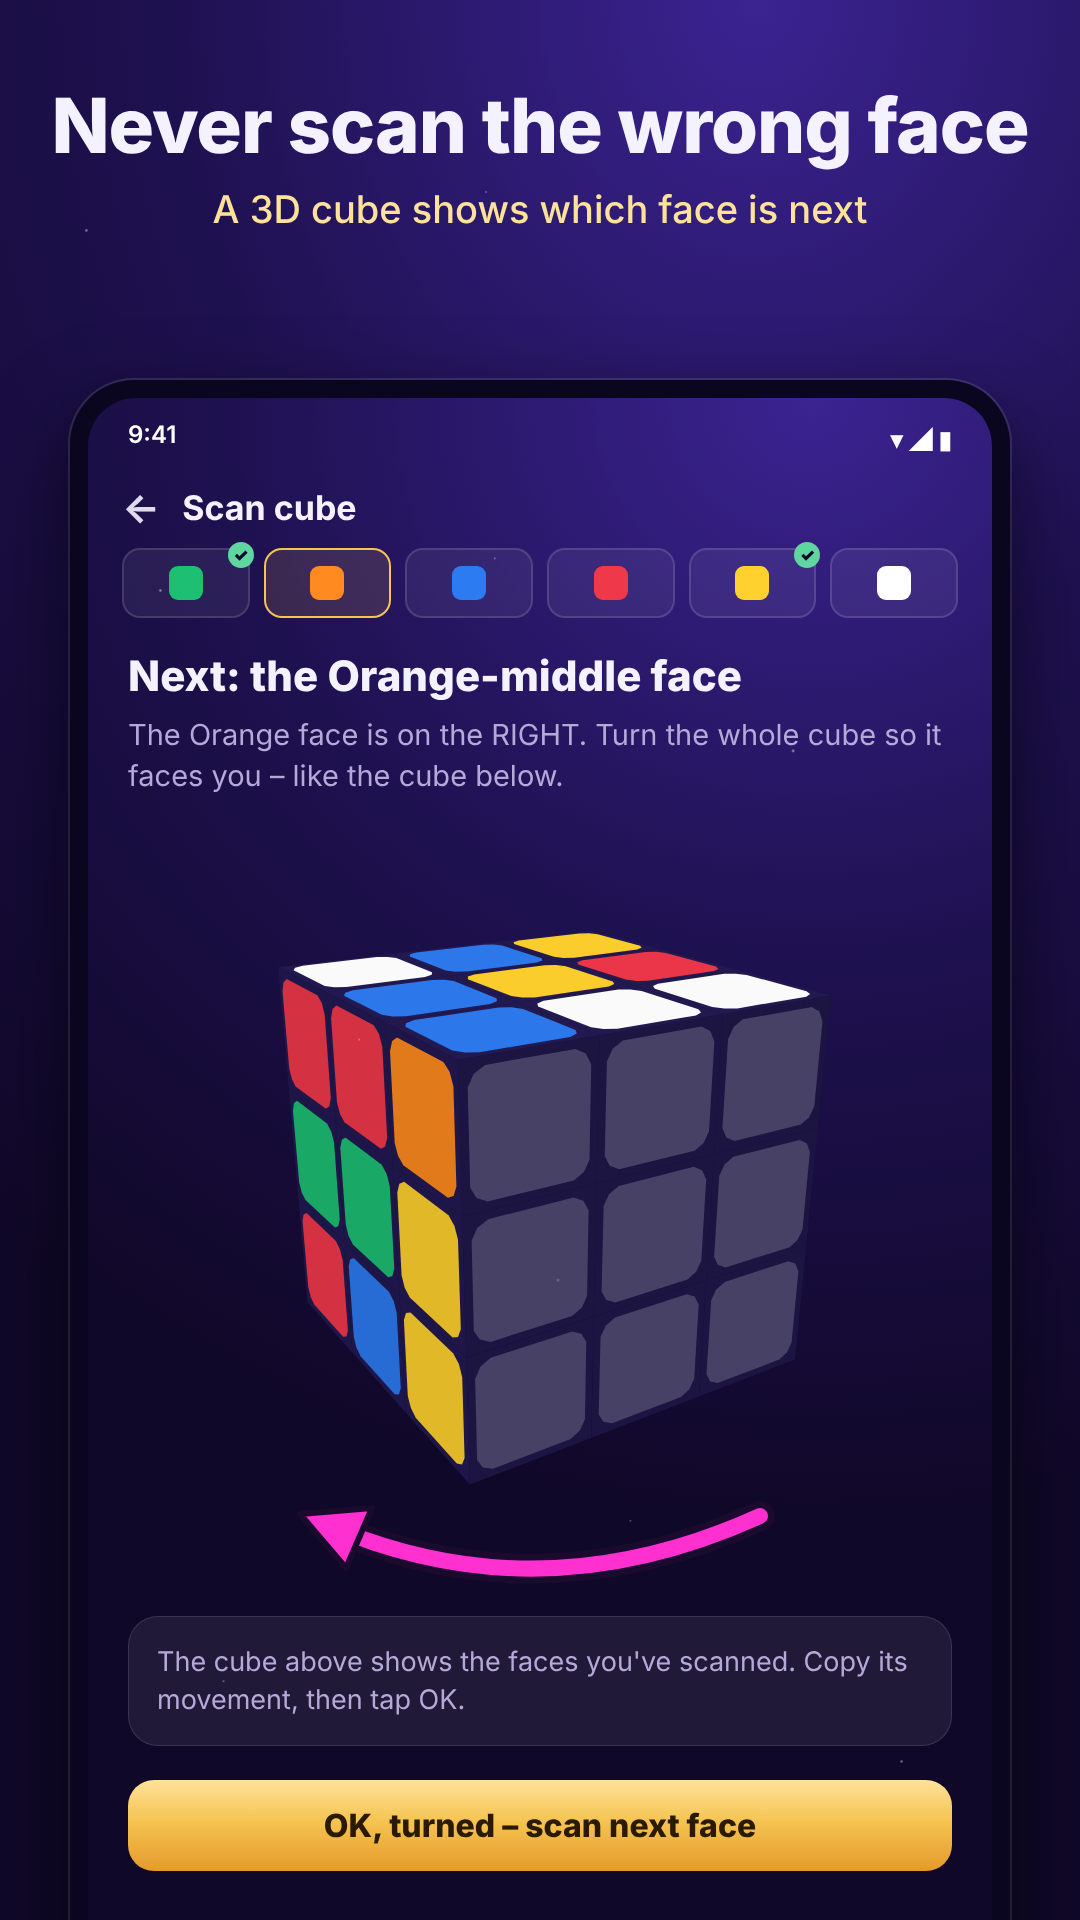 Never scan the wrong face
A 3D cube shows which face is next
9:41
Scan cube
Next: the Orange-middle face
The Orange face is on the RIGHT. Turn the whole cube so it
faces you – like the cube below.
The cube above shows the faces you've scanned. Copy its
movement, then tap OK.
OK, turned – scan next face